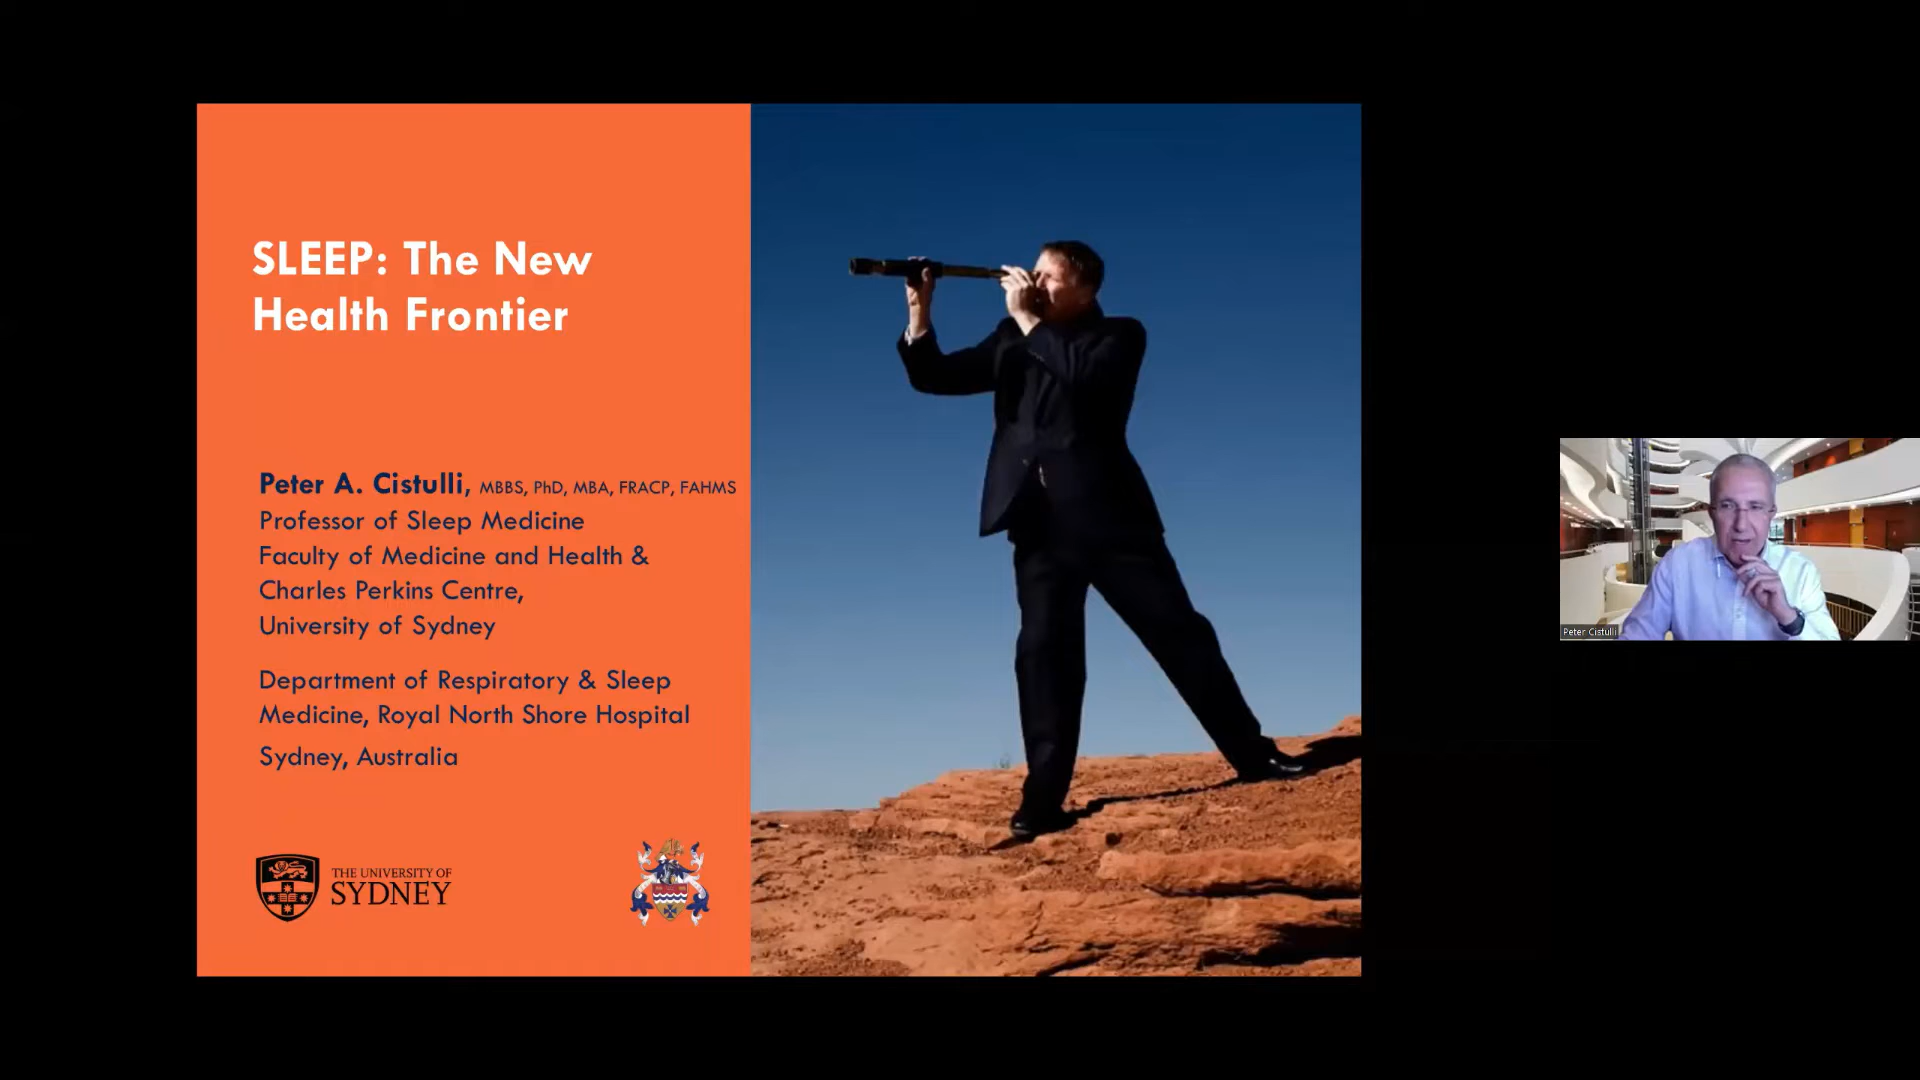 SLEEP: The New
Health Frontier
Peter A. Cistulli, MBBS, PhD, MBA, FRACP, FAHMS
Professor of Sleep Medicine
Faculty of Medicine and Health &
Charles Perkins Centre,
University of Sydney
Department of Respiratory & Sleep
Medicine, Royal North Shore Hospital
Sydney, Australia
THE UNIVERSITY OF
SYDNEY
Peter Cistulli